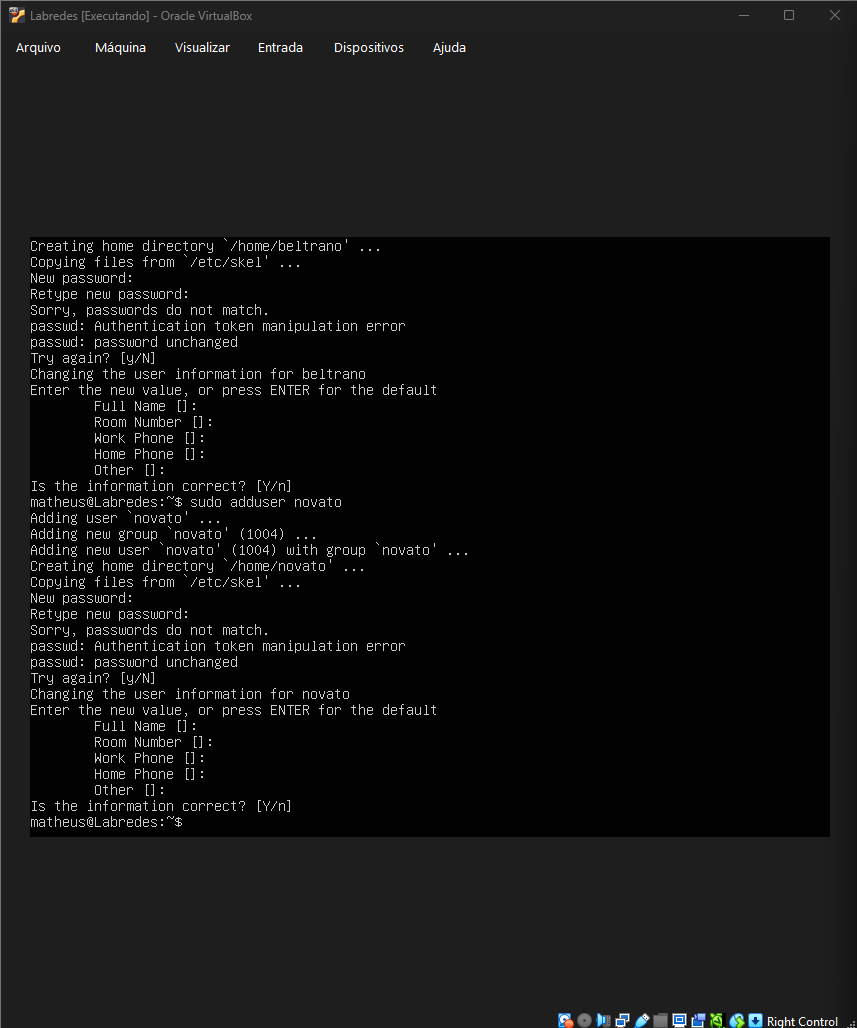 Labredes [Executando] - Oracle VirtualBox
Arquivo Máquina Visualizar Entrada Dispositivos Ajuda
Creating home directory `/home/beltrano' ...
Copying files from `/etc/skel' ...
New password:
Retype new password:
Sorry, passwords do not match.
passwd: Authentication token manipulation error
passwd: password unchanged
Try again? [y/N]
Changing the user information for beltrano
Enter the new value, or press ENTER for the default
        Full Name []:
        Room Number []:
        Work Phone []:
        Home Phone []:
        Other []:
Is the information correct? [Y/n]
matheus@Labredes:~$ sudo adduser novato
Adding user `novato' ...
Adding new group `novato' (1004) ...
Adding new user `novato' (1004) with group `novato' ...
Creating home directory `/home/novato' ...
Copying files from `/etc/skel' ...
New password:
Retype new password:
Sorry, passwords do not match.
passwd: Authentication token manipulation error
passwd: password unchanged
Try again? [y/N]
Changing the user information for novato
Enter the new value, or press ENTER for the default
        Full Name []:
        Room Number []:
        Work Phone []:
        Home Phone []:
        Other []:
Is the information correct? [Y/n]
matheus@Labredes:~$
Right Control